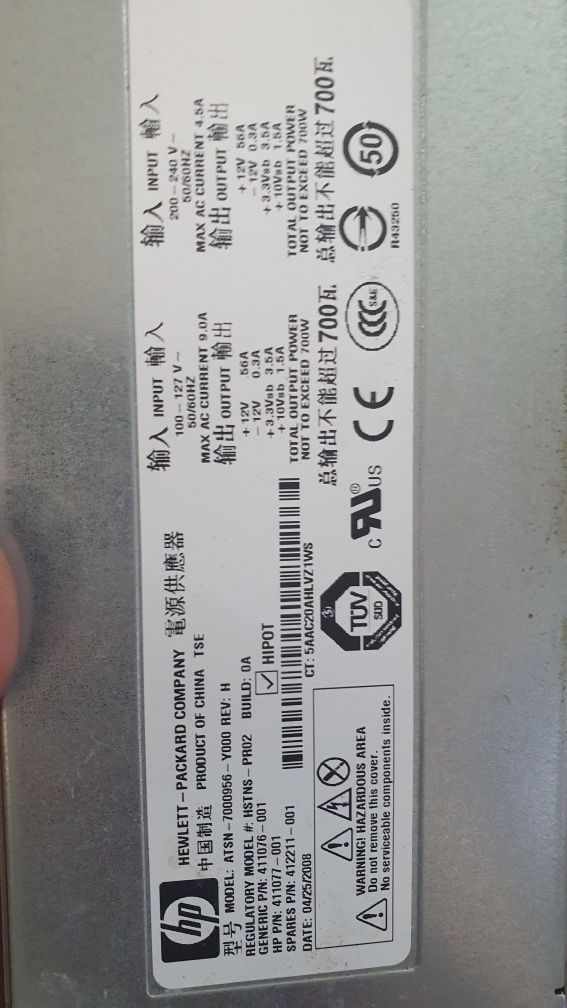 hp
HEWLETT-PACKARD COMPANY 電源供應器
中国制造 PRODUCT OF CHINA TSE
型号 MODEL: ATSN-7000956-Y000 REV: H
REGULATORY MODEL #: HSTNS-PR02 BUILD: 0A
GENERIC P/N: 411076-001
HP P/N: 411077-001
SPARES P/N: 412211-001
DATE: 04/25/2008
HIPOT
CT: 5AAC20AHLVZ1WS
WARNING! HAZARDOUS AREA
Do not remove this cover.
No serviceable components inside.
输入 INPUT 輸入
100-127 V~
50/60HZ
MAX AC CURRENT 9.0A
输出 OUTPUT 輸出
+12V 56A
-12V 0.3A
+3.3Vsb 3.5A
+10Vsb 1.5A
TOTAL OUTPUT POWER
NOT TO EXCEED 700W
总输出不能超过700瓦
输入 INPUT 輸入
200-240 V~
50/60HZ
MAX AC CURRENT 4.5A
输出 OUTPUT 輸出
+12V 56A
-12V 0.3A
+3.3Vsb 3.5A
+10Vsb 1.5A
TOTAL OUTPUT POWER
NOT TO EXCEED 700W
总输出不能超过700瓦
TÜV
SÜD
C RU® US
CE
CCC S&E
R43250
50